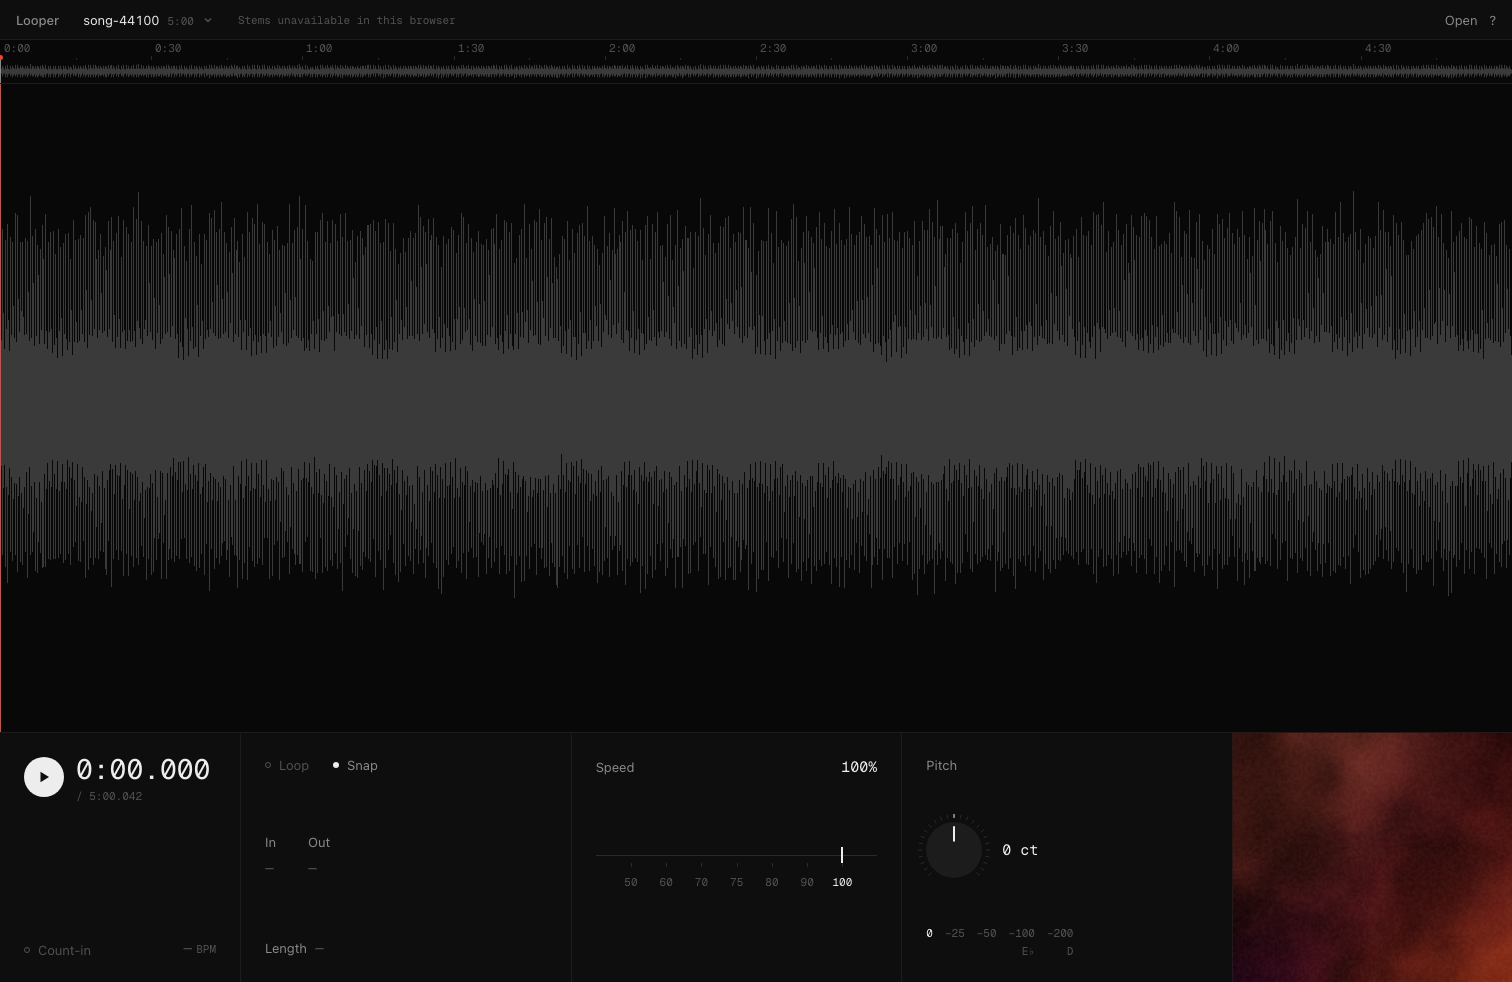 Looper song-44100 5:00 Stems unavailable in this browser Open ?
0:00 0:30 1:00 1:30 2:00 2:30 3:00 3:30 4:00 4:30
0:00.000
/ 5:00.042
Count-in — BPM
Loop Snap
In Out
— —
Length —
Speed 100%
50 60 70 75 80 90 100
Pitch
0 ct
0 −25 −50 −100 −200
E♭ D